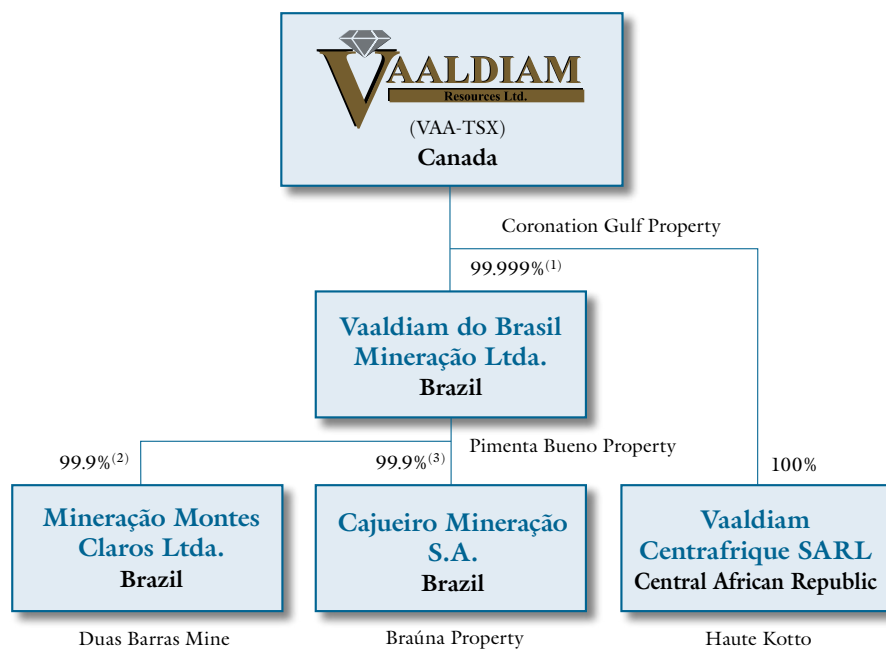 VAALDIAM
Resources Ltd.
(VAA-TSX)
Canada
Coronation Gulf Property
99.999%(1)
Vaaldiam do Brasil
Mineração Ltda.
Brazil
Pimenta Bueno Property
99.9%(2)
99.9%(3)
100%
Mineração Montes
Claros Ltda.
Brazil
Cajueiro Mineração
S.A.
Brazil
Vaaldiam
Centrafrique SARL
Central African Republic
Duas Barras Mine
Braúna Property
Haute Kotto